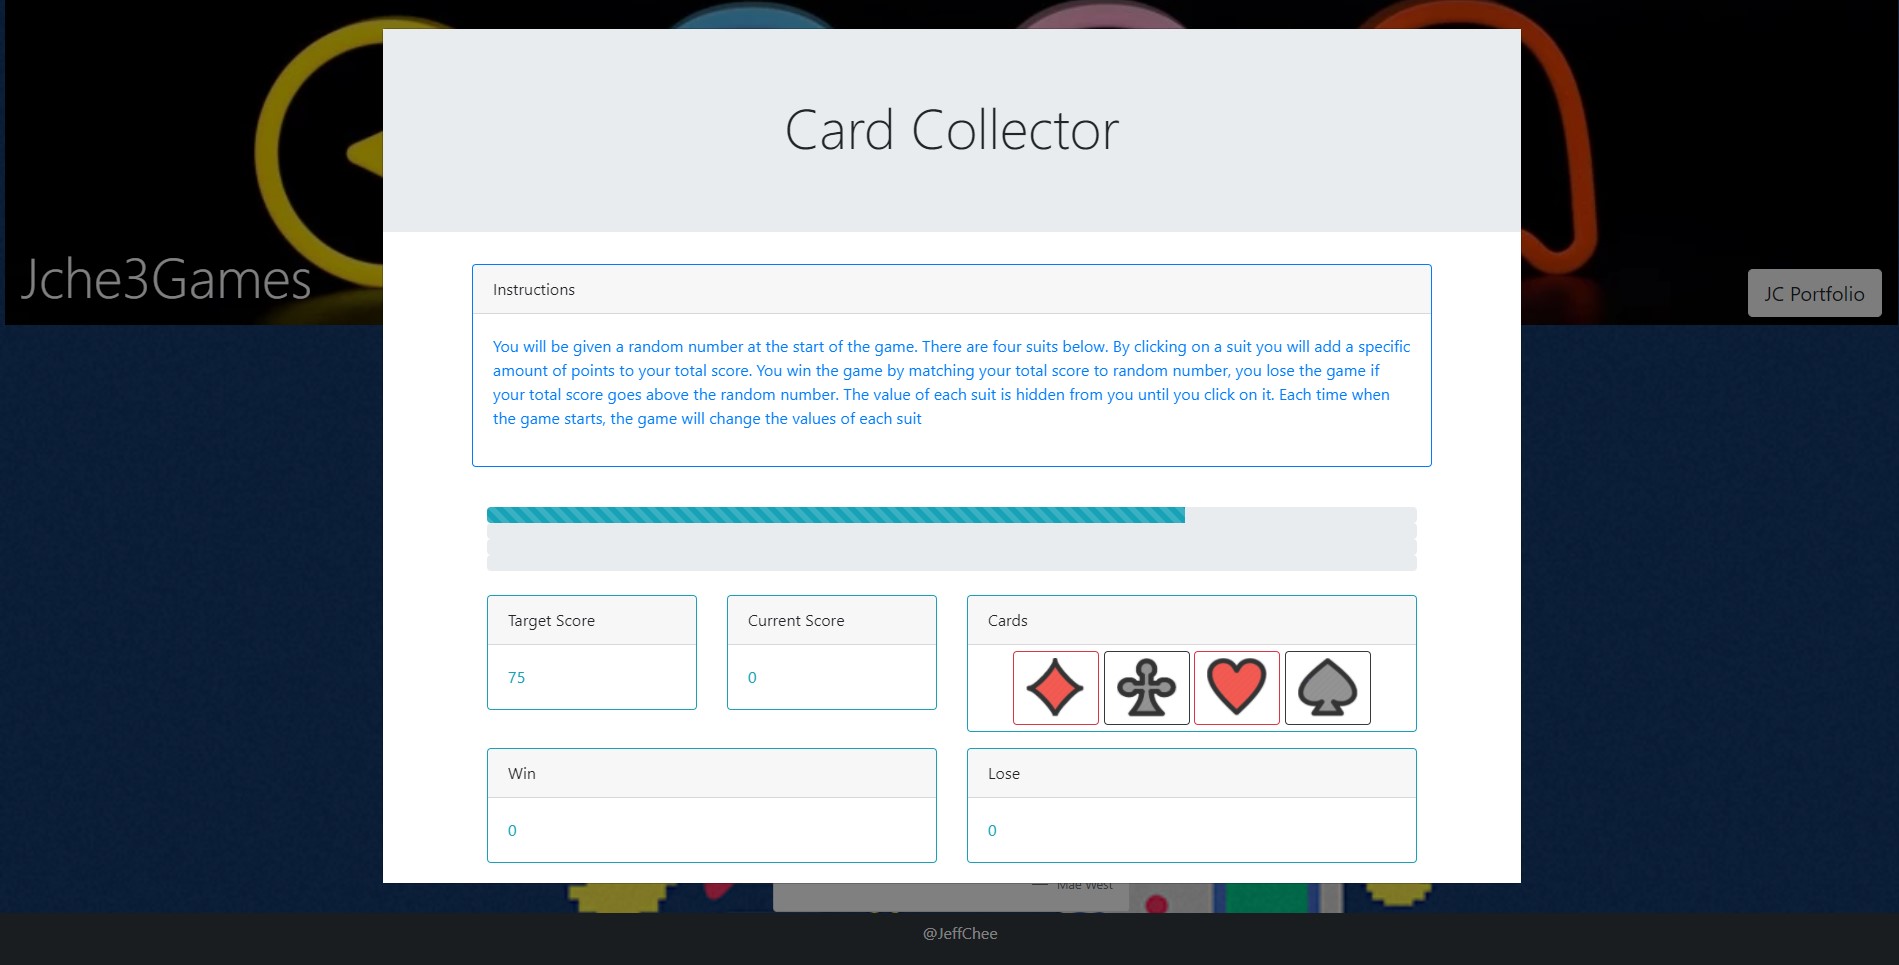 Card Collector
Jche3Games
JC Portfolio
Instructions
You will be given a random number at the start of the game. There are four suits below. By clicking on a suit you will add a specific
amount of points to your total score. You win the game by matching your total score to random number, you lose the game if
your total score goes above the random number. The value of each suit is hidden from you until you click on it. Each time when
the game starts, the game will change the values of each suit
Target Score
Current Score
Cards
75
0
Win
Lose
0
0
— Mae West
@JeffChee